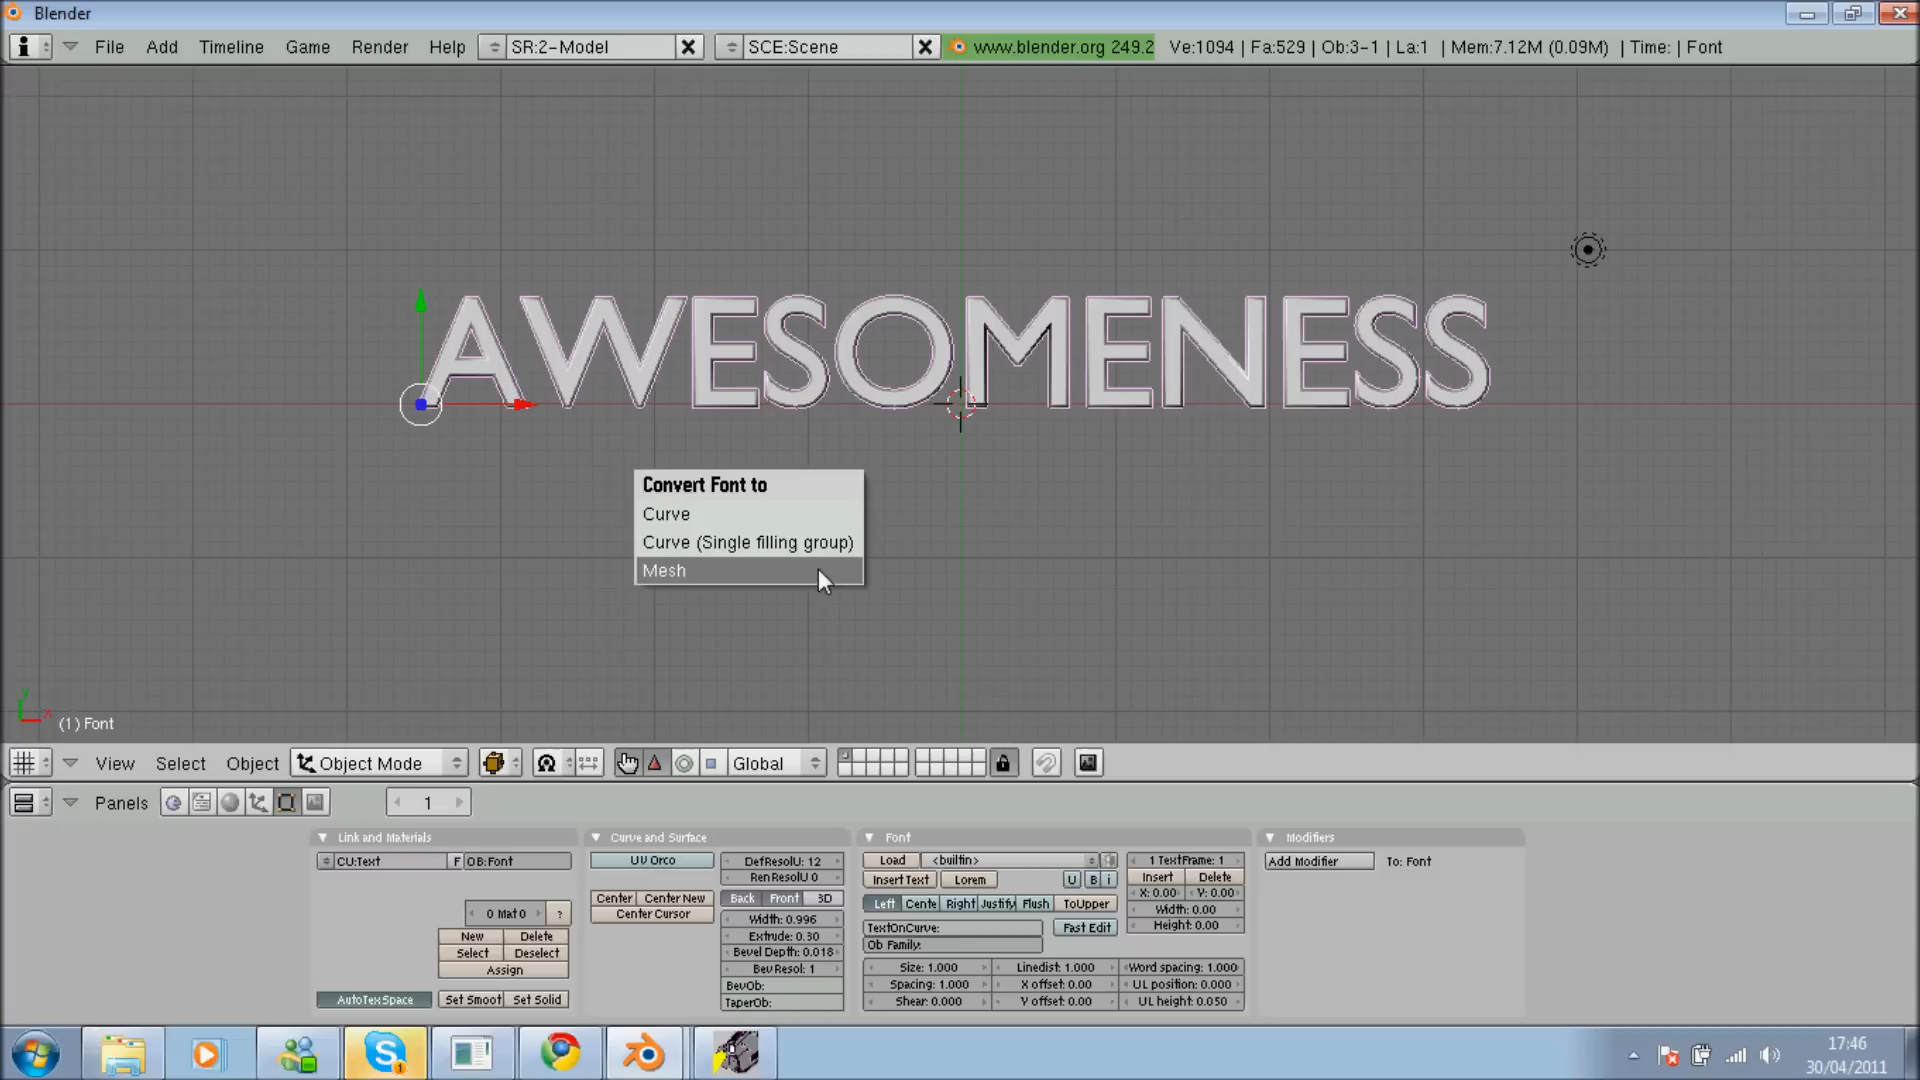 Blender
File Add Timeline Game Render Help SR:2-Model SCE:Scene www.blender.org 249.2 Ve:1094 | Fa:529 | Ob:3-1 | La:1 | Mem:7.12M (0.09M) | Time: | Font
AWESOMENESS
Convert Font to
Curve
Curve (Single filling group)
Mesh
(1) Font
View Select Object Object Mode Global
Panels 1
Link and Materials Curve and Surface Font Modifiers
CU:Text F OB:Font
0 Mat 0 ?
New Delete
Select Deselect
Assign
AutoTexSpace Set Smoot Set Solid
UV Orco
Center Center New
Center Cursor
DefResolU: 12
Ren ResolU 0
Back Front 3D
Width: 0.996
Extrude: 0.30
Bevel Depth: 0.018
Bev Resol: 1
BevOb:
TaperOb:
Load <builtin>
Insert Text Lorem U B i
Left Cente Right Justify Flush ToUpper
TextOnCurve: Fast Edit
Ob Family:
Size: 1.000 Linedist: 1.000 Word spacing: 1.000
Spacing: 1.000 X offset: 0.00 UL position: 0.000
Shear: 0.000 Y offset: 0.00 UL height: 0.050
1 TextFrame: 1
Insert Delete
X: 0.00 Y: 0.00
Width: 0.00
Height: 0.00
Add Modifier To: Font
17:46
30/04/2011